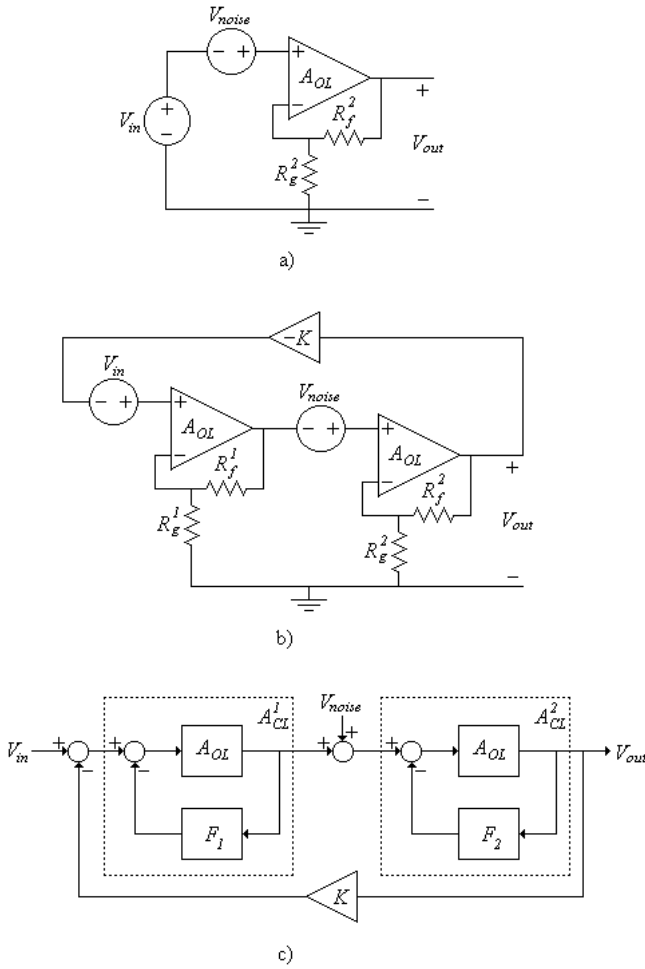 V_noise
+
− +
A_OL
+
−
V_in
−
R_f^2
+
V_out
R_g^2
−
a)
−K
V_in
V_noise
− +
+
− +
+
A_OL
A_OL
−
R_f^1
−
R_f^2
+
R_g^1
V_out
R_g^2
−
b)
A_CL^1
V_noise
A_CL^2
+
V_in
+
+
A_OL
+
+
A_OL
V_out
−
−
−
F_1
F_2
K
c)